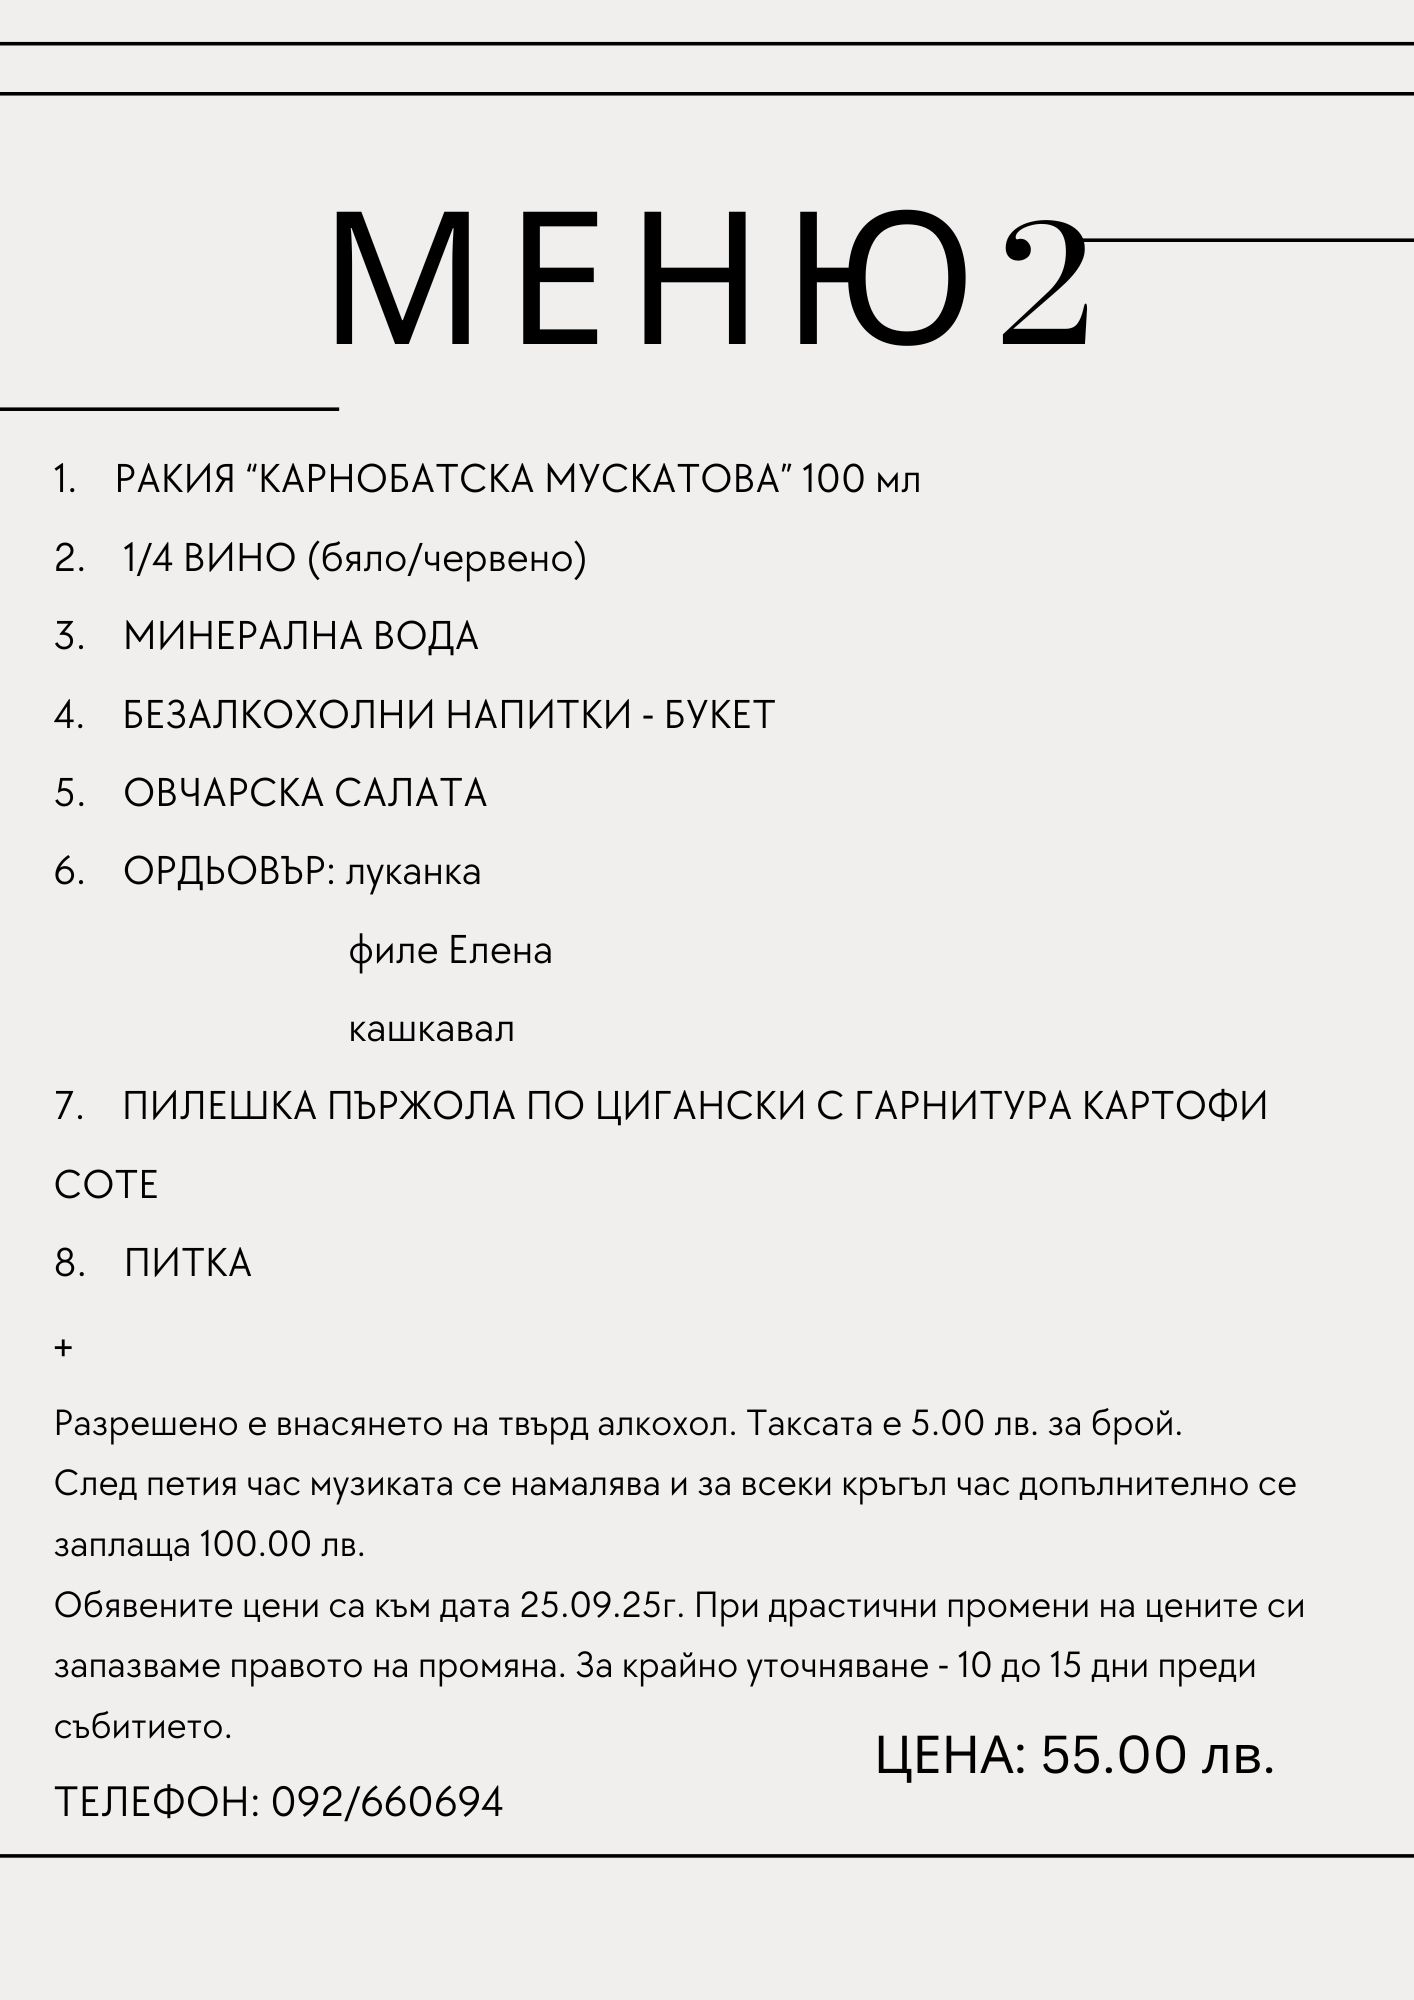 МЕНЮ2
1. РАКИЯ “КАРНОБАТСКА МУСКАТОВА” 100 мл
2. 1/4 ВИНО (бяло/червено)
3. МИНЕРАЛНА ВОДА
4. БЕЗАЛКОХОЛНИ НАПИТКИ - БУКЕТ
5. ОВЧАРСКА САЛАТА
6. ОРДЬОВЪР: луканка
филе Елена
кашкавал
7. ПИЛЕШКА ПЪРЖОЛА ПО ЦИГАНСКИ С ГАРНИТУРА КАРТОФИ
СОТЕ
8. ПИТКА
+
Разрешено е внасянето на твърд алкохол. Таксата е 5.00 лв. за брой.
След петия час музиката се намалява и за всеки кръгъл час допълнително се
заплаща 100.00 лв.
Обявените цени са към дата 25.09.25г. При драстични промени на цените си
запазваме правото на промяна. За крайно уточняване - 10 до 15 дни преди
събитието.
ЦЕНА: 55.00 лв.
ТЕЛЕФОН: 092/660694